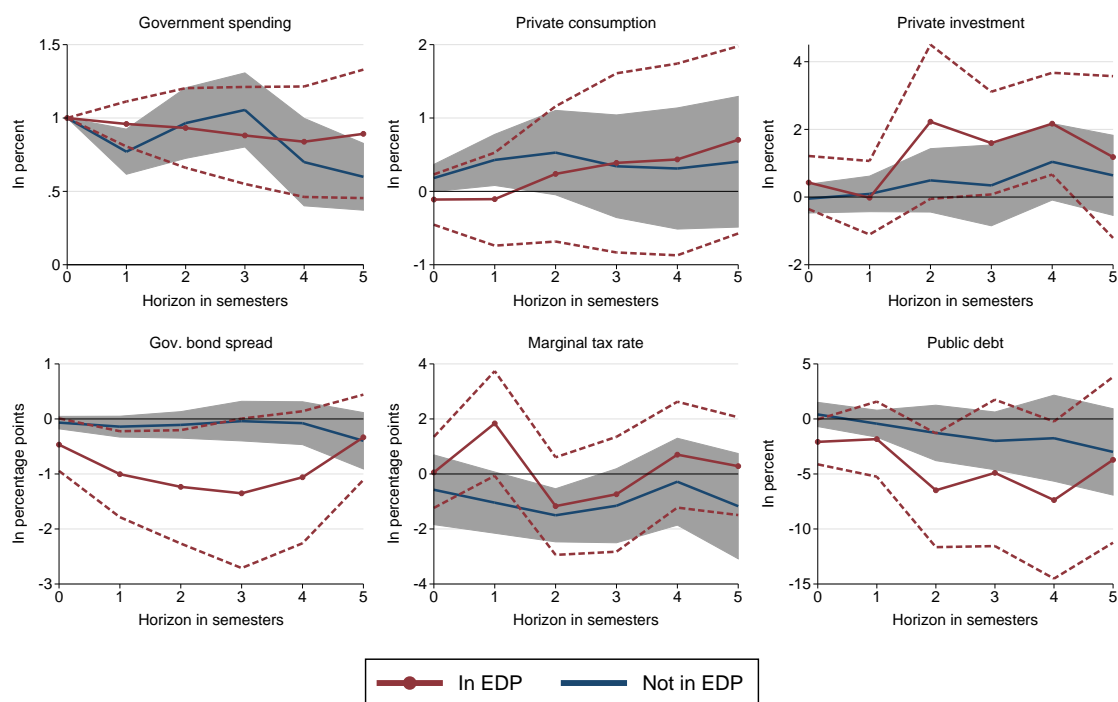 Government spending
In percent
1.5
1
.5
0
0 1 2 3 4 5
Horizon in semesters
Private consumption
In percent
2
1
0
-1
0 1 2 3 4 5
Horizon in semesters
Private investment
In percent
4
2
0
-2
0 1 2 3 4 5
Horizon in semesters
Gov. bond spread
In percentage points
1
0
-1
-2
-3
0 1 2 3 4 5
Horizon in semesters
Marginal tax rate
In percentage points
4
2
0
-2
-4
0 1 2 3 4 5
Horizon in semesters
Public debt
In percent
5
0
-5
-10
-15
0 1 2 3 4 5
Horizon in semesters
In EDP Not in EDP